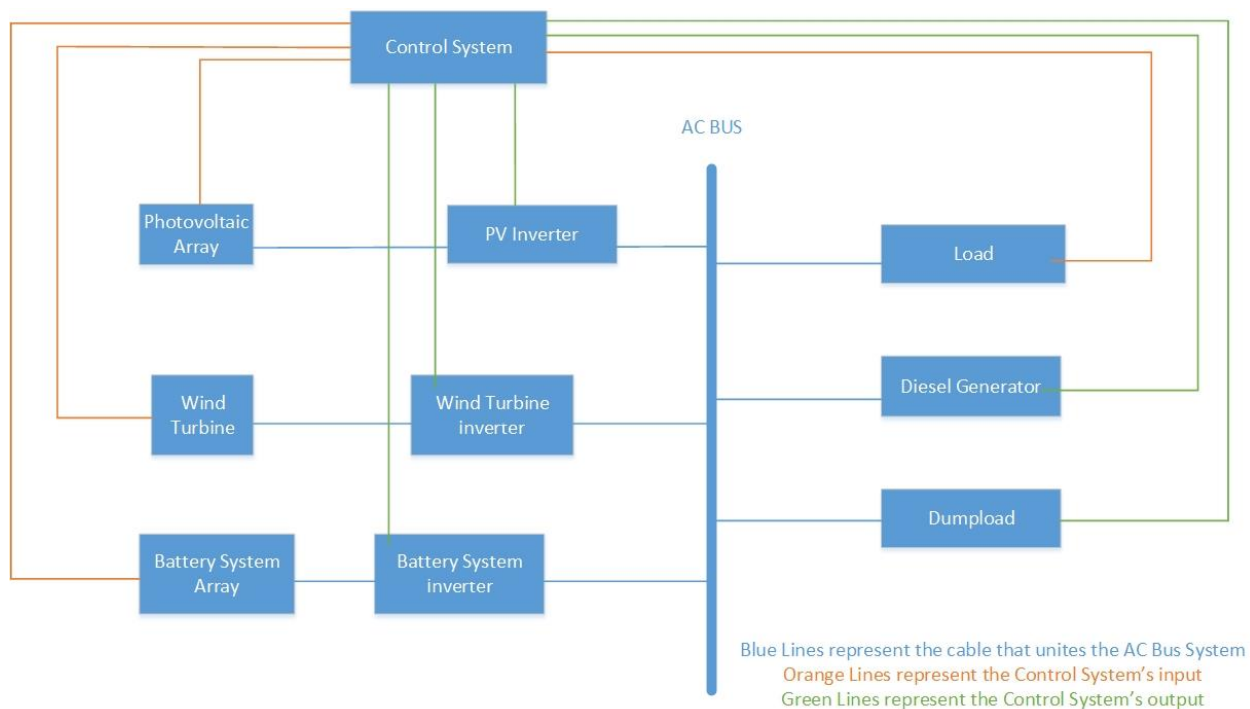 Control System
AC BUS
Photovoltaic
Array
PV Inverter
Load
Wind
Turbine
Wind Turbine
inverter
Diesel Generator
Battery System
Array
Battery System
inverter
Dumpload
Blue Lines represent the cable that unites the AC Bus System
Orange Lines represent the Control System's input
Green Lines represent the Control System's output